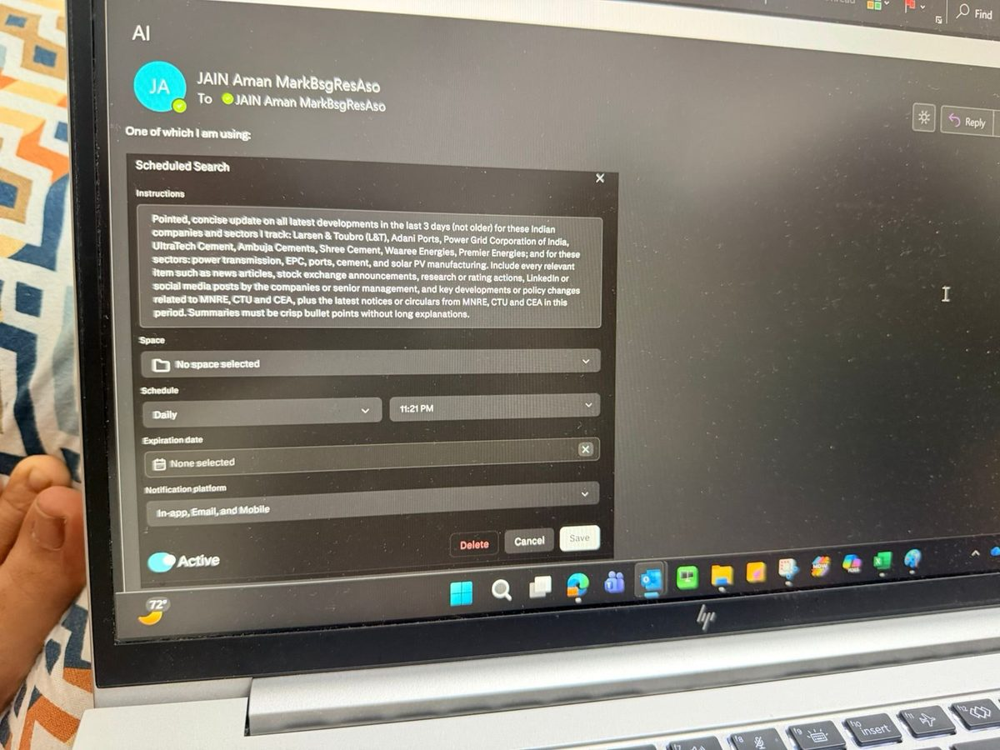 Find
AI
JA
JAIN Aman MarkBsgResAso
To JAIN Aman MarkBsgResAso
Reply
One of which I am using:
Scheduled Search
Instructions
Pointed, concise update on all latest developments in the last 3 days (not older) for these Indian
companies and sectors I track: Larsen & Toubro (L&T), Adani Ports, Power Grid Corporation of India,
UltraTech Cement, Ambuja Cements, Shree Cement, Waaree Energies, Premier Energies; and for these
sectors: power transmission, EPC, ports, cement, and solar PV manufacturing. Include every relevant
item such as news articles, stock exchange announcements, research or rating actions, LinkedIn or
social media posts by the companies or senior management, and key developments or policy changes
related to MNRE, CTU and CEA, plus the latest notices or circulars from MNRE, CTU and CEA in this
period. Summaries must be crisp bullet points without long explanations.
Space
No space selected
Schedule
Daily
11:21 PM
Expiration date
None selected
Notification platform
In-app, Email, and Mobile
Delete
Cancel
Save
Active
72°
hp
f7
f8
f9
f10
insert
f11
f12